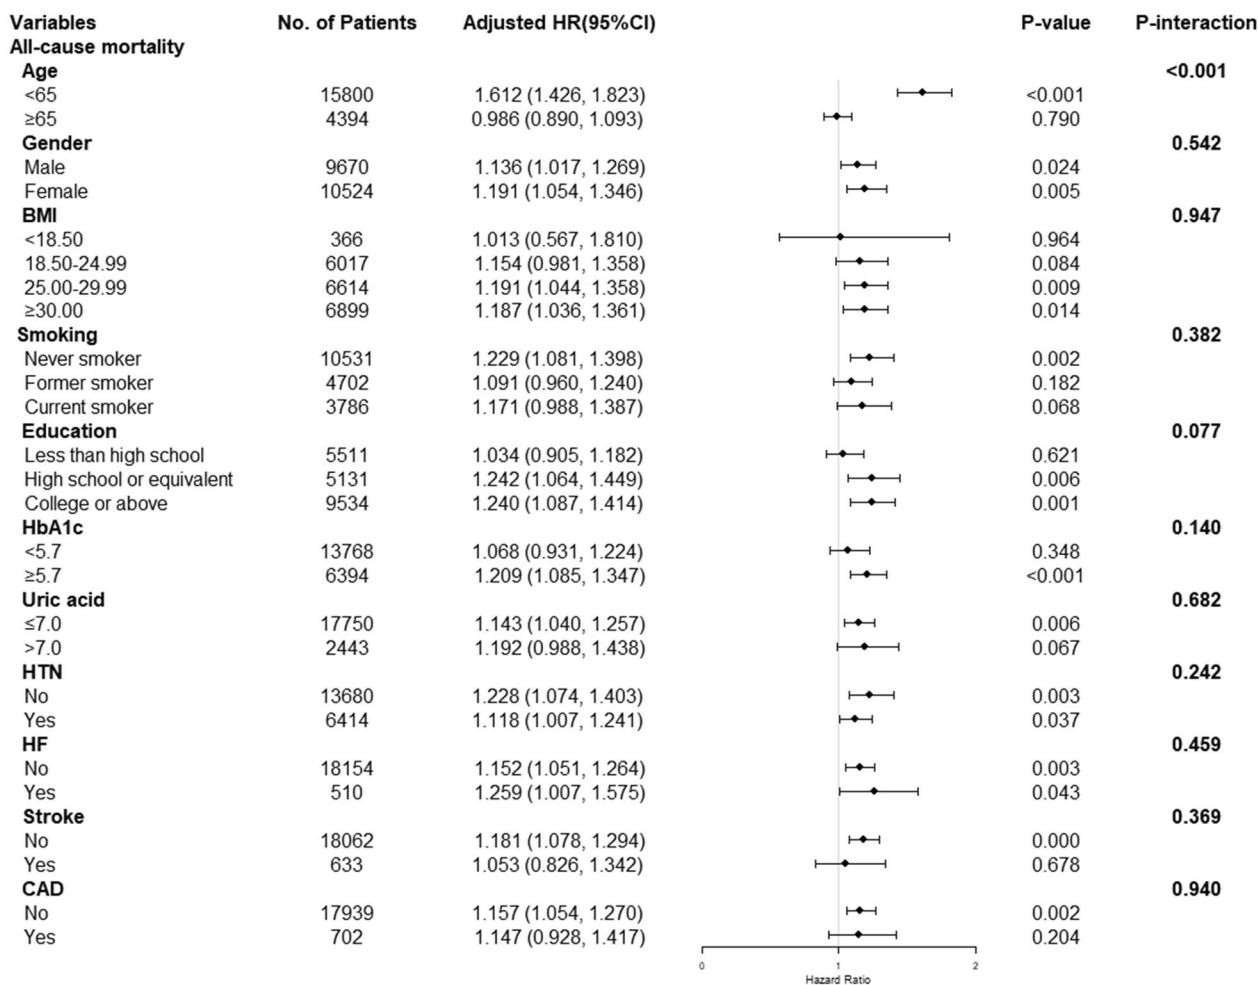 Variables No. of Patients Adjusted HR(95%CI) P-value P-interaction
All-cause mortality
Age <0.001
<65 15800 1.612 (1.426, 1.823) <0.001
≥65 4394 0.986 (0.890, 1.093) 0.790
Gender 0.542
Male 9670 1.136 (1.017, 1.269) 0.024
Female 10524 1.191 (1.054, 1.346) 0.005
BMI 0.947
<18.50 366 1.013 (0.567, 1.810) 0.964
18.50-24.99 6017 1.154 (0.981, 1.358) 0.084
25.00-29.99 6614 1.191 (1.044, 1.358) 0.009
≥30.00 6899 1.187 (1.036, 1.361) 0.014
Smoking 0.382
Never smoker 10531 1.229 (1.081, 1.398) 0.002
Former smoker 4702 1.091 (0.960, 1.240) 0.182
Current smoker 3786 1.171 (0.988, 1.387) 0.068
Education 0.077
Less than high school 5511 1.034 (0.905, 1.182) 0.621
High school or equivalent 5131 1.242 (1.064, 1.449) 0.006
College or above 9534 1.240 (1.087, 1.414) 0.001
HbA1c 0.140
<5.7 13768 1.068 (0.931, 1.224) 0.348
≥5.7 6394 1.209 (1.085, 1.347) <0.001
Uric acid 0.682
≤7.0 17750 1.143 (1.040, 1.257) 0.006
>7.0 2443 1.192 (0.988, 1.438) 0.067
HTN 0.242
No 13680 1.228 (1.074, 1.403) 0.003
Yes 6414 1.118 (1.007, 1.241) 0.037
HF 0.459
No 18154 1.152 (1.051, 1.264) 0.003
Yes 510 1.259 (1.007, 1.575) 0.043
Stroke 0.369
No 18062 1.181 (1.078, 1.294) 0.000
Yes 633 1.053 (0.826, 1.342) 0.678
CAD 0.940
No 17939 1.157 (1.054, 1.270) 0.002
Yes 702 1.147 (0.928, 1.417) 0.204
0 1 2
Hazard Ratio